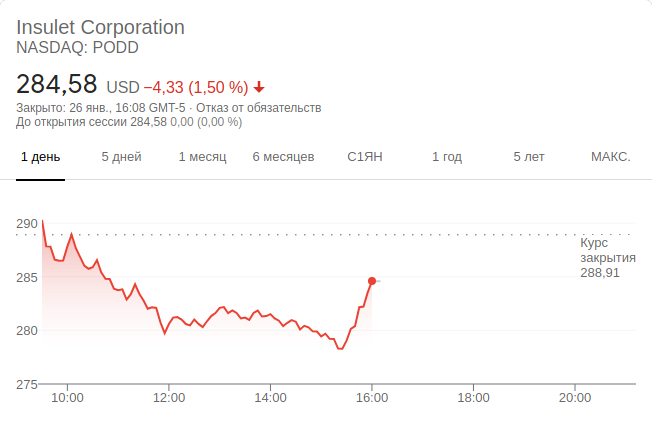 Insulet Corporation
NASDAQ: PODD
284,58 USD −4,33 (1,50 %)
Закрыто: 26 янв., 16:08 GMT-5 · Отказ от обязательств
До открытия сессии 284,58 0,00 (0,00 %)
1 день 5 дней 1 месяц 6 месяцев С1ЯН 1 год 5 лет МАКС.
290
Курс
закрытия
288,91
285
280
275
10:00 12:00 14:00 16:00 18:00 20:00